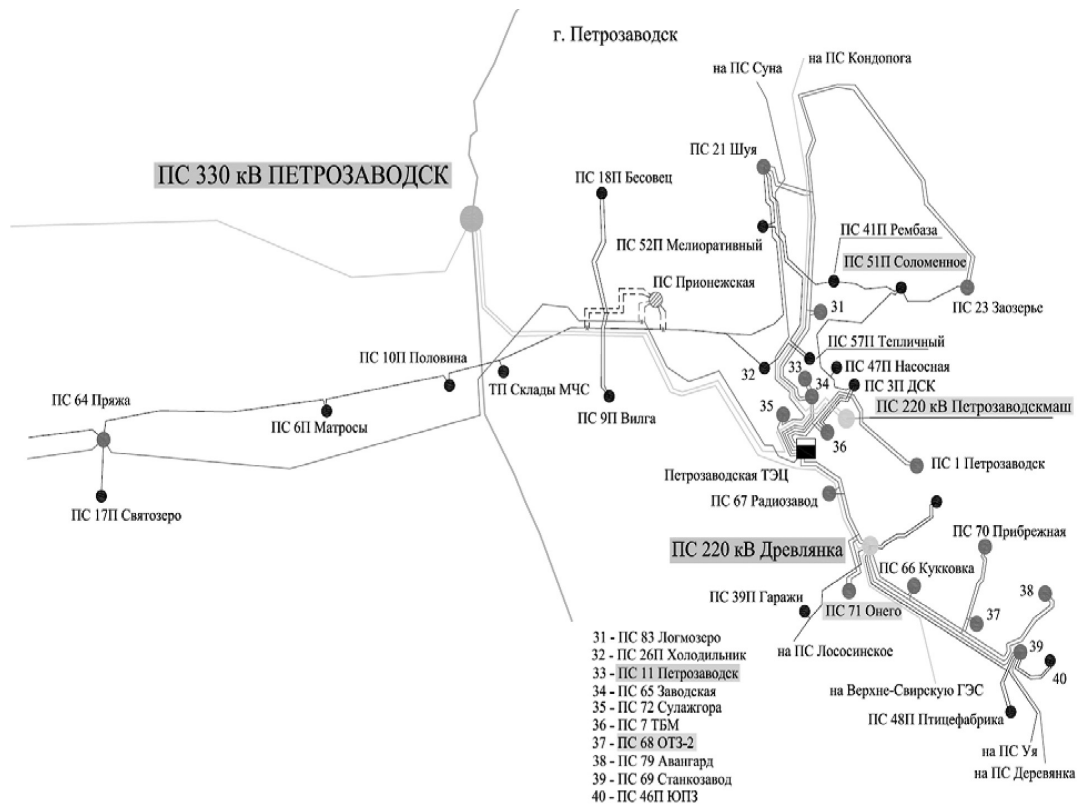 г. Петрозаводск
на ПС Кондопога
на ПС Суна
ПС 21 Шуя
ПС 330 кВ ПЕТРОЗАВОДСК
ПС 18П Бесовец
ПС 52П Мелиоративный
ПС 41П Рембаза
ПС 51П Соломенное
ПС Прионежская
ПС 23 Заозерье
31
ПС 57П Тепличный
ПС 10П Половина
32
33
ПС 47П Насосная
34
ПС 3П ДСК
ТП Склады МЧС
ПС 64 Пряжа
35
ПС 220 кВ Петрозаводскмаш
ПС 6П Матросы
ПС 9П Вилга
36
ПС 1 Петрозаводск
Петрозаводская ТЭЦ
ПС 67 Радиозавод
ПС 17П Святозеро
ПС 70 Прибрежная
ПС 220 кВ Древлянка
ПС 66 Кукковка
ПС 39П Гаражи
ПС 71 Онего
38
37
31 - ПС 83 Логмозеро
32 - ПС 26П Холодильник
33 - ПС 11 Петрозаводск
34 - ПС 65 Заводская
35 - ПС 72 Сулажгора
36 - ПС 7 ТБМ
37 - ПС 68 ОТЗ-2
38 - ПС 79 Авангард
39 - ПС 69 Станкозавод
40 - ПС 46П ЮПЗ
на ПС Лососинское
39
40
на Верхне-Свирскую ГЭС
ПС 48П Птицефабрика
на ПС Уя
на ПС Деревянка